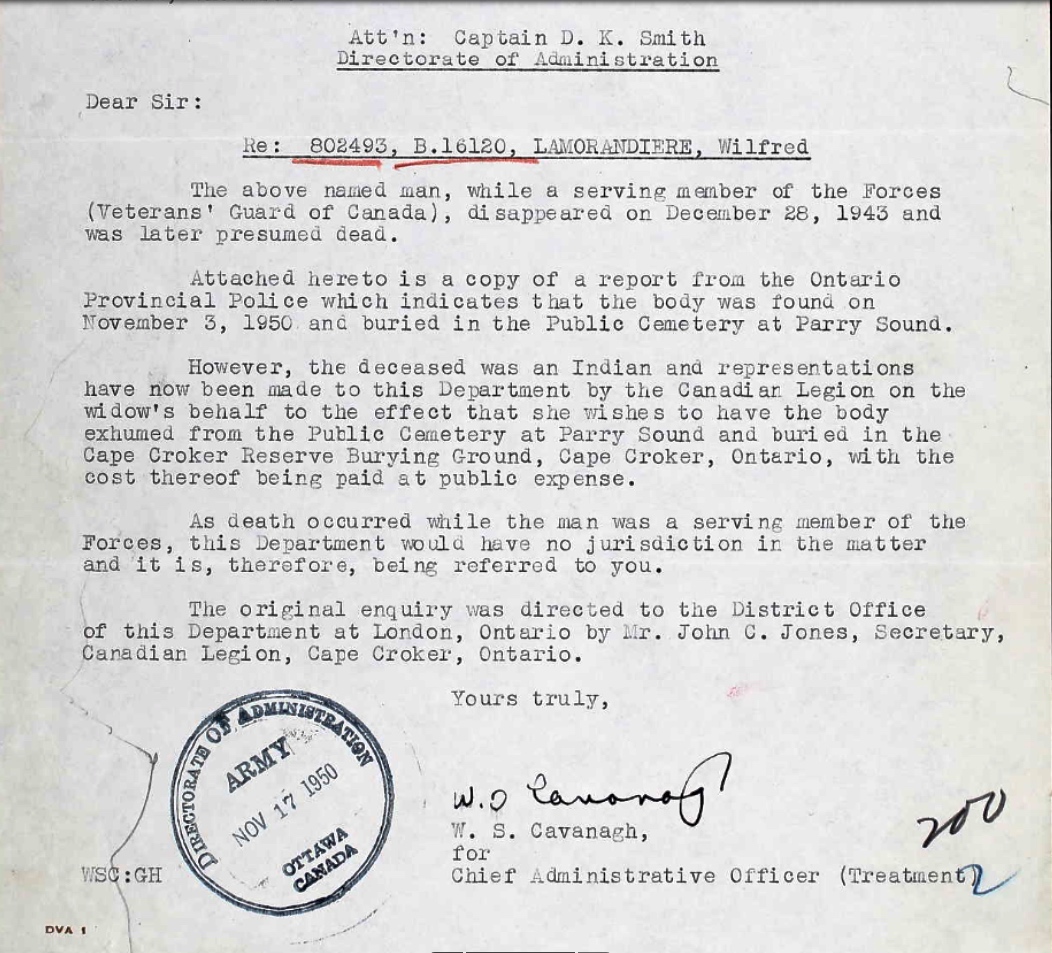 Att'n: Captain D. K. Smith
Directorate of Administration
Dear Sir:
Re: 802493, B.16120, LAMORANDIERE, Wilfred
The above named man, while a serving member of the Forces
(Veterans' Guard of Canada), disappeared on December 28, 1943 and
was later presumed dead.
Attached hereto is a copy of a report from the Ontario
Provincial Police which indicates that the body was found on
November 3, 1950 and buried in the Public Cemetery at Parry Sound.
However, the deceased was an Indian and representations
have now been made to this Department by the Canadian Legion on the
widow's behalf to the effect that she wishes to have the body
exhumed from the Public Cemetery at Parry Sound and buried in the
Cape Croker Reserve Burying Ground, Cape Croker, Ontario, with the
cost thereof being paid at public expense.
As death occurred while the man was a serving member of the
Forces, this Department would have no jurisdiction in the matter
and it is, therefore, being referred to you.
The original enquiry was directed to the District Office
of this Department at London, Ontario by Mr. John C. Jones, Secretary,
Canadian Legion, Cape Croker, Ontario.
Yours truly,
DIRECTORATE OF ADMINISTRATION
ARMY
NOV 17 1950
OTTAWA
CANADA
W. S. Cavanagh,
for
Chief Administrative Officer (Treatment)
200
2
WSC:GH
DVA 1